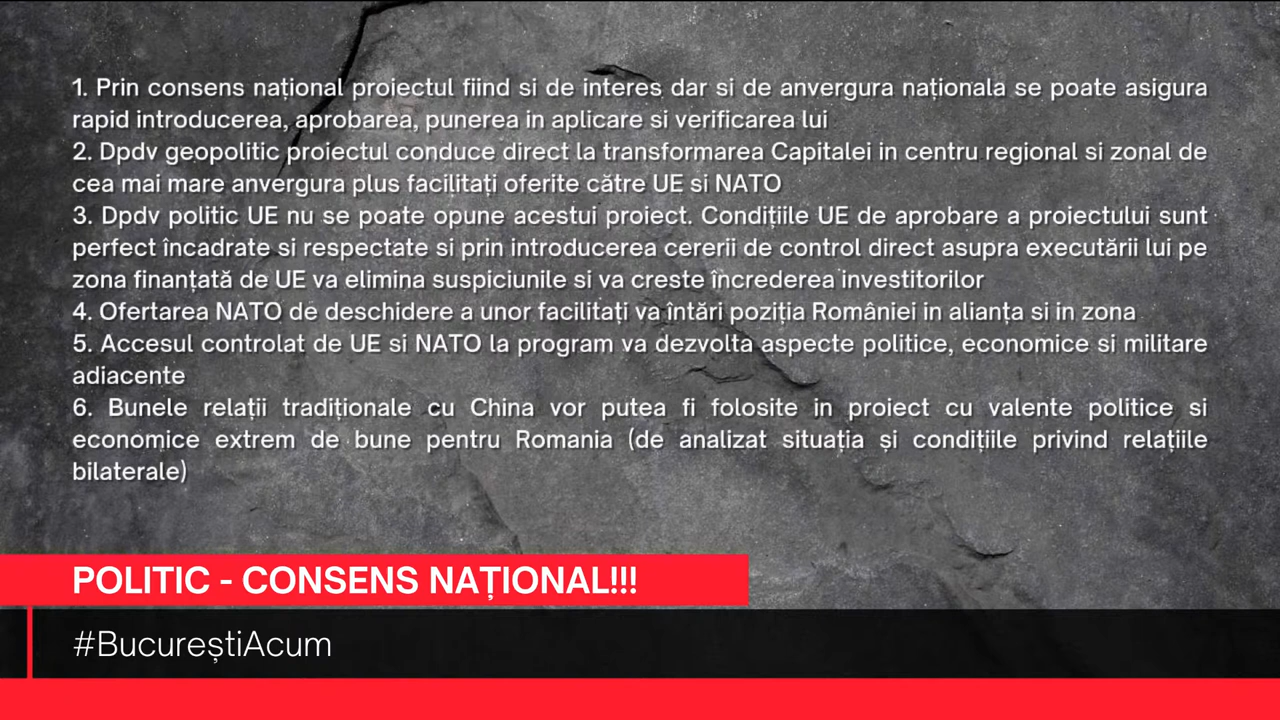 1. Prin consens național proiectul fiind si de interes dar si de anvergura naționala se poate asigura
rapid introducerea, aprobarea, punerea in aplicare si verificarea lui
2. Dpdv geopolitic proiectul conduce direct la transformarea Capitalei in centru regional si zonal de
cea mai mare anvergura plus facilitați oferite către UE si NATO
3. Dpdv politic UE nu se poate opune acestui proiect. Condițiile UE de aprobare a proiectului sunt
perfect încadrate si respectate si prin introducerea cererii de control direct asupra executării lui pe
zona finanțată de UE va elimina suspiciunile si va creste încrederea investitorilor
4. Ofertarea NATO de deschidere a unor facilitați va întări poziția României in alianța si in zona
5. Accesul controlat de UE si NATO la program va dezvolta aspecte politice, economice si militare
adiacente
6. Bunele relații tradiționale cu China vor putea fi folosite in proiect cu valente politice si
economice extrem de bune pentru Romania (de analizat situația și condițiile privind relațiile
bilaterale)
POLITIC - CONSENS NAȚIONAL!!!
#BucureștiAcum